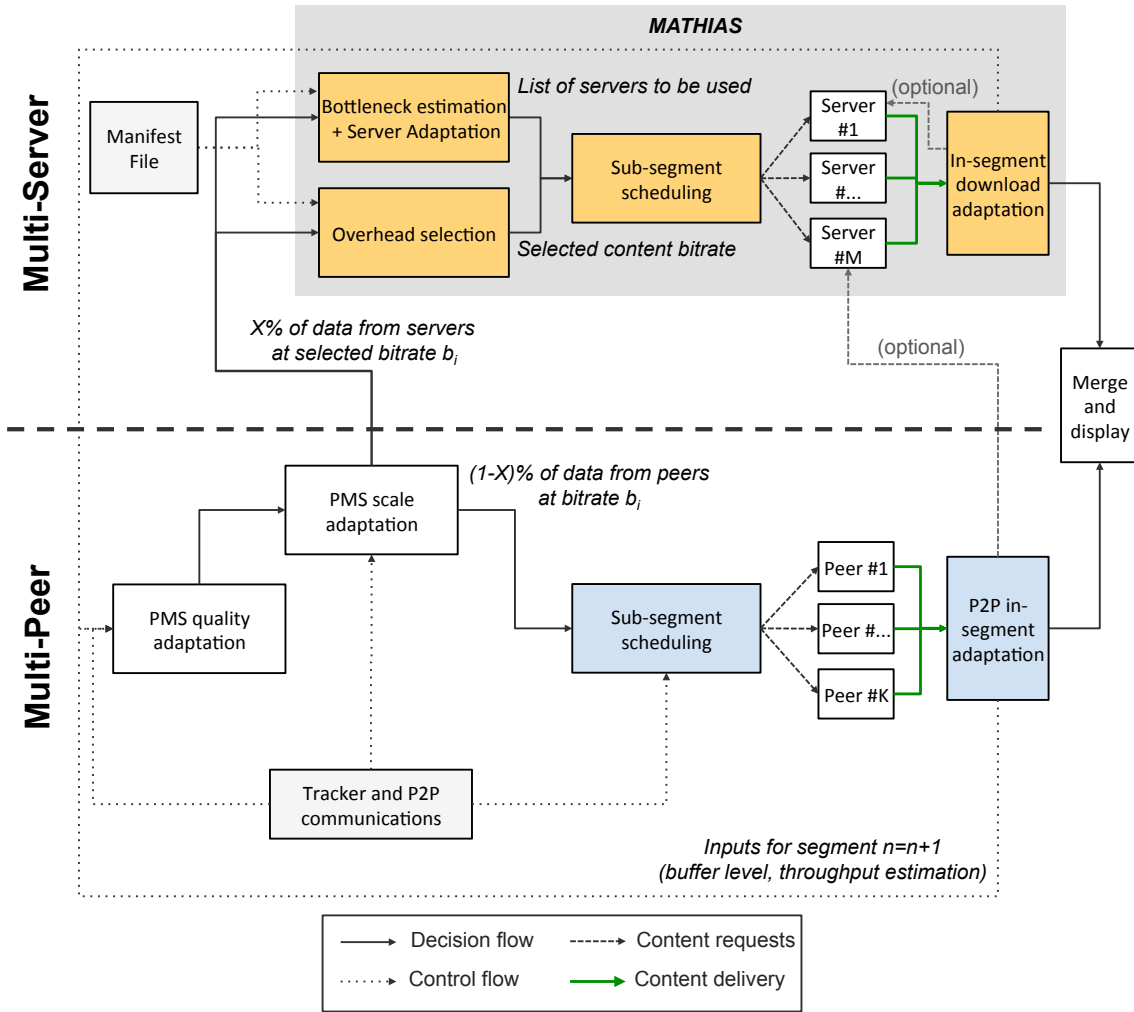 MATHIAS
Multi-Server
Manifest
File
Bottleneck estimation
+ Server Adaptation
List of servers to be used
Overhead selection
Selected content bitrate
Sub-segment
scheduling
Server
#1
Server
#...
Server
#M
(optional)
In-segment
download
adaptation
X% of data from servers
at selected bitrate bi
(optional)
Merge
and
display
Multi-Peer
PMS scale
adaptation
(1-X)% of data from peers
at bitrate bi
PMS quality
adaptation
Sub-segment
scheduling
Peer #1
Peer #...
Peer #K
P2P in-
segment
adaptation
Tracker and P2P
communications
Inputs for segment n=n+1
(buffer level, throughput estimation)
Decision flow
Content requests
Control flow
Content delivery